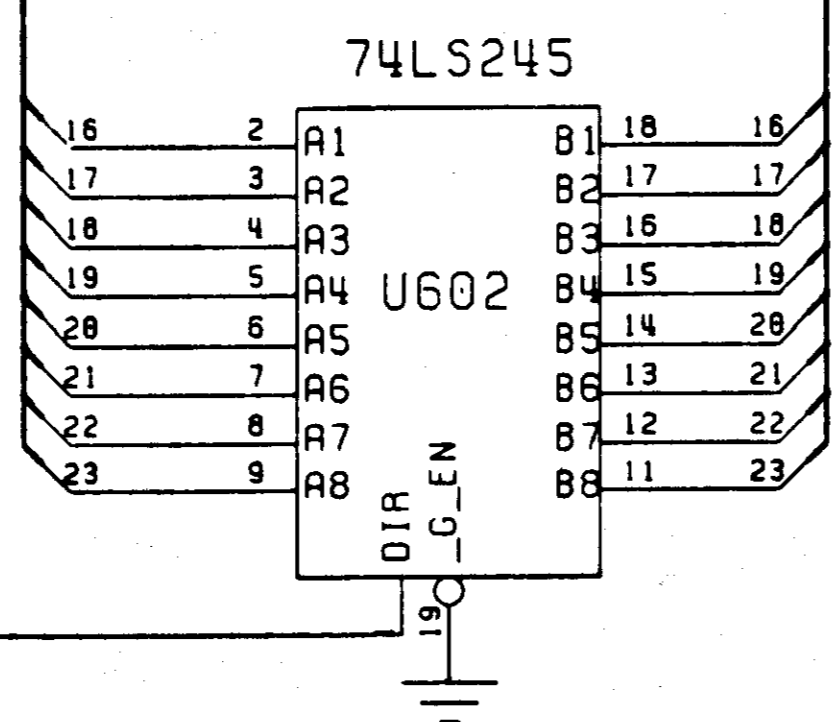 74LS245
16 2 A1 B1 18 16
17 3 A2 B2 17 17
18 4 A3 B3 16 18
19 5 A4 U602 B4 15 19
20 6 A5 B5 14 20
21 7 A6 B6 13 21
22 8 A7 B7 12 22
23 9 A8 B8 11 23
DIR
_G_EN
19